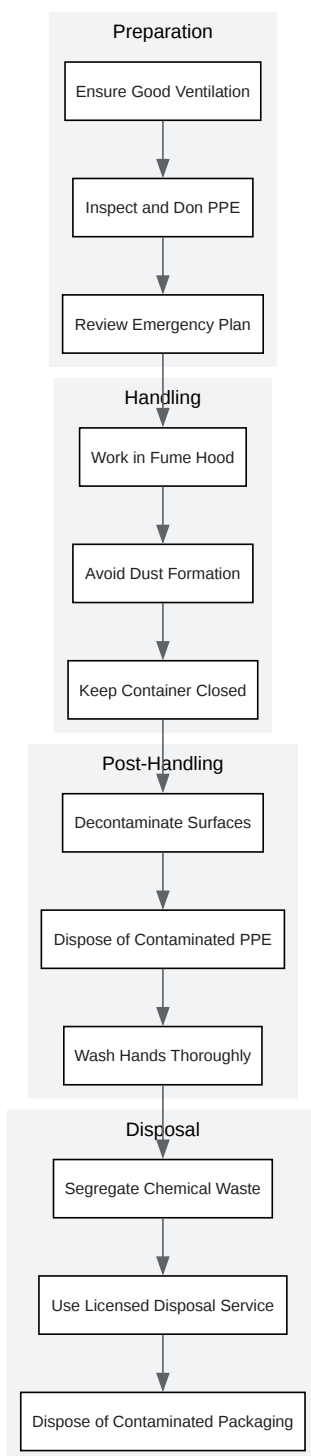 Preparation
Ensure Good Ventilation
Inspect and Don PPE
Review Emergency Plan
Handling
Work in Fume Hood
Avoid Dust Formation
Keep Container Closed
Post-Handling
Decontaminate Surfaces
Dispose of Contaminated PPE
Wash Hands Thoroughly
Disposal
Segregate Chemical Waste
Use Licensed Disposal Service
Dispose of Contaminated Packaging